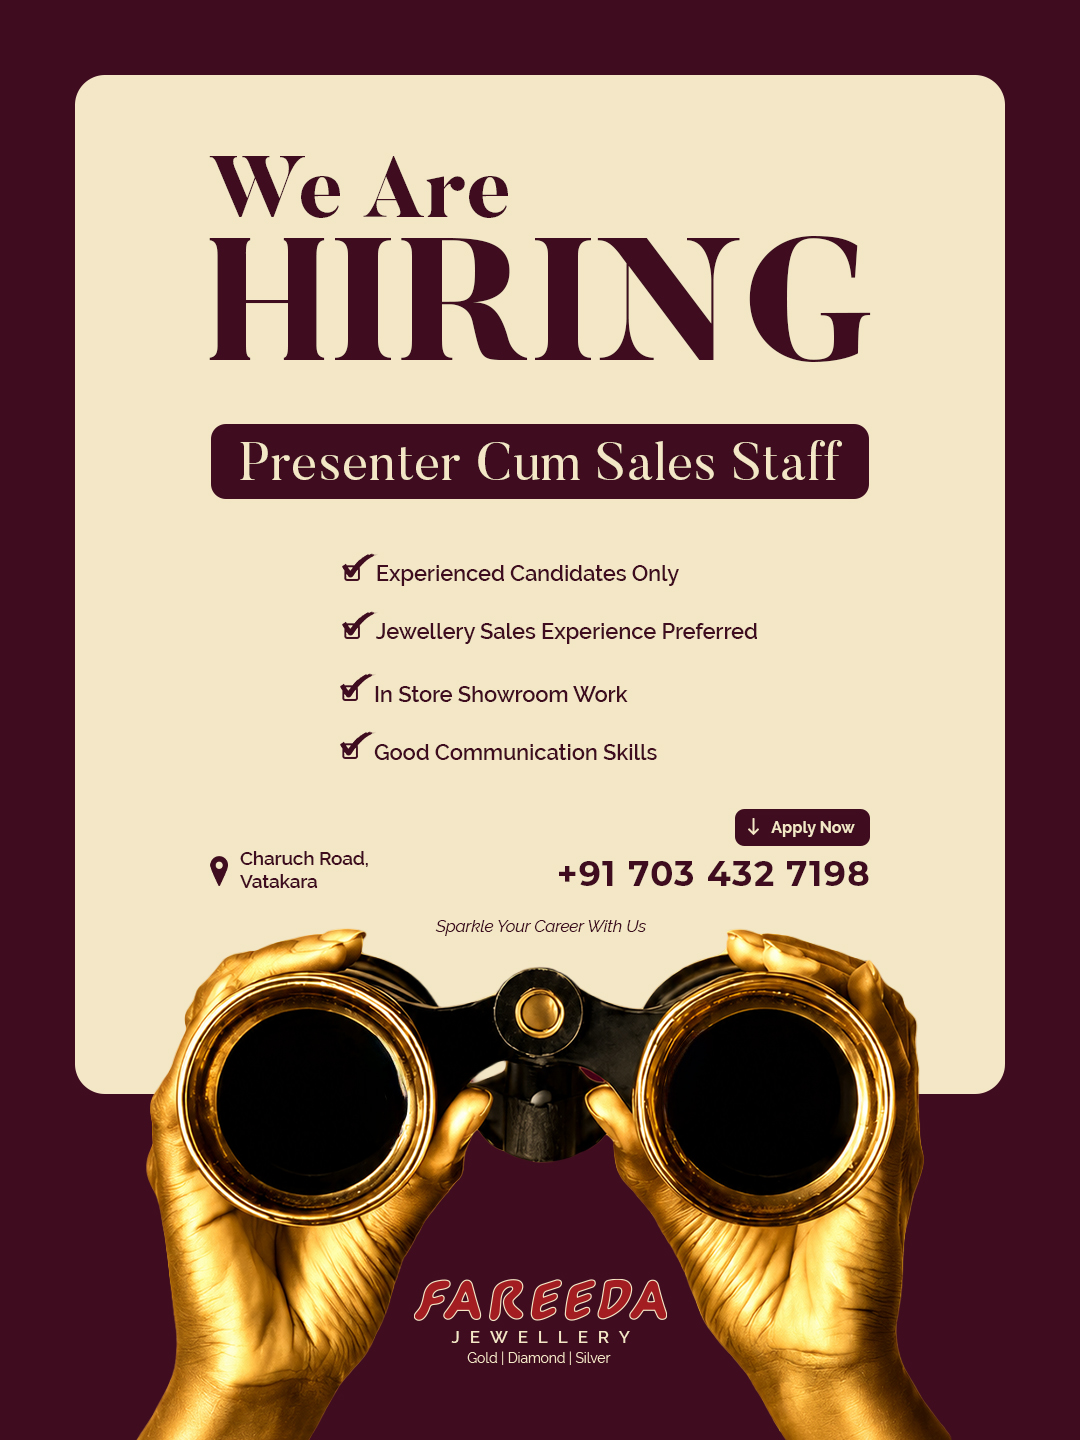 We Are
HIRING
Presenter Cum Sales Staff
Experienced Candidates Only
Jewellery Sales Experience Preferred
In Store Showroom Work
Good Communication Skills
Apply Now
Charuch Road,
Vatakara
+91 703 432 7198
Sparkle Your Career With Us
FAREEDA
JEWELLERY
Gold | Diamond | Silver